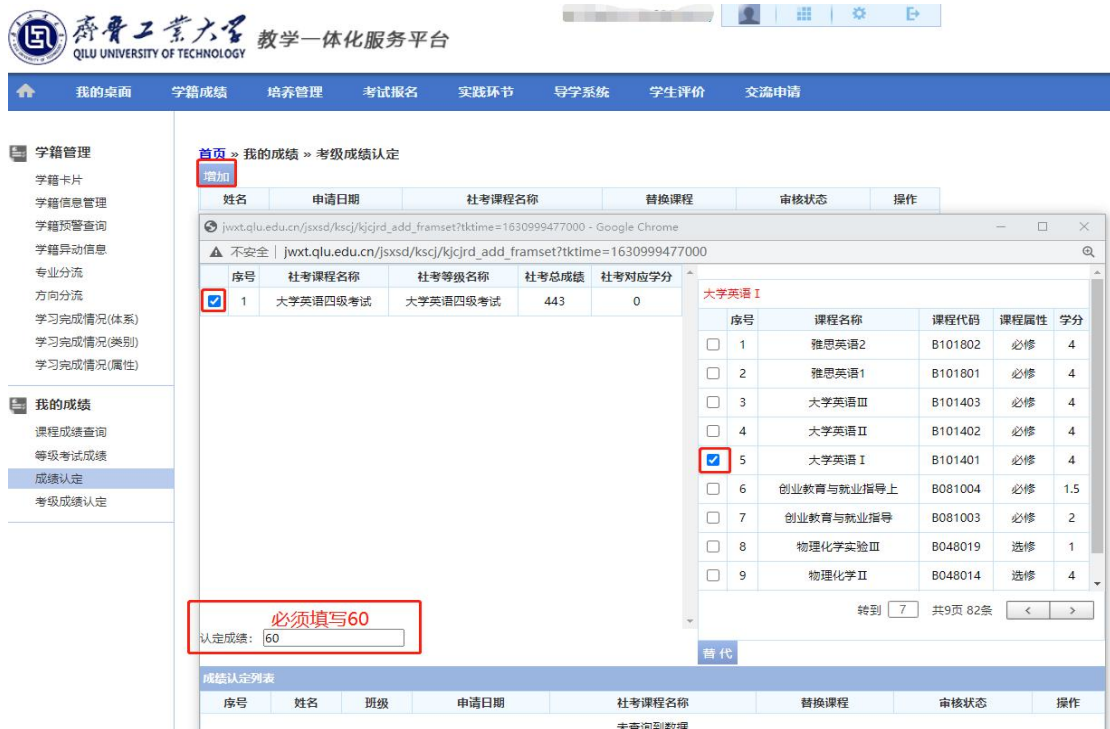 齊鲁工業大学
QILU UNIVERSITY OF TECHNOLOGY
教学一体化服务平台
我的桌面 学籍成绩 培养管理 考试报名 实践环节 导学系统 学生评价 交流申请
学籍管理
学籍卡片
学籍信息管理
学籍预警查询
学籍异动信息
专业分流
方向分流
学习完成情况(体系)
学习完成情况(类别)
学习完成情况(属性)
我的成绩
课程成绩查询
等级考试成绩
成绩认定
考级成绩认定
首页 » 我的成绩 » 考级成绩认定
增加
姓名 申请日期 社考课程名称 替换课程 审核状态 操作
jwxt.qlu.edu.cn/jsxsd/kscj/kjcjrd_add_framset?tktime=1630999477000 - Google Chrome
不安全 | jwxt.qlu.edu.cn/jsxsd/kscj/kjcjrd_add_framset?tktime=1630999477000
序号 社考课程名称 社考等级名称 社考总成绩 社考对应学分
1 大学英语四级考试 大学英语四级考试 443 0
大学英语Ⅰ
序号 课程名称 课程代码 课程属性 学分
1 雅思英语2 B101802 必修 4
2 雅思英语1 B101801 必修 4
3 大学英语Ⅲ B101403 必修 4
4 大学英语Ⅱ B101402 必修 4
5 大学英语Ⅰ B101401 必修 4
6 创业教育与就业指导上 B081004 必修 1.5
7 创业教育与就业指导 B081003 必修 2
8 物理化学实验Ⅲ B048019 选修 1
9 物理化学Ⅱ B048014 选修 4
转到 7 共9页 82条 < >
必须填写60
认定成绩： 60
替 代
成绩认定列表
序号 姓名 班级 申请日期 社考课程名称 替换课程 审核状态 操作
未查询到数据